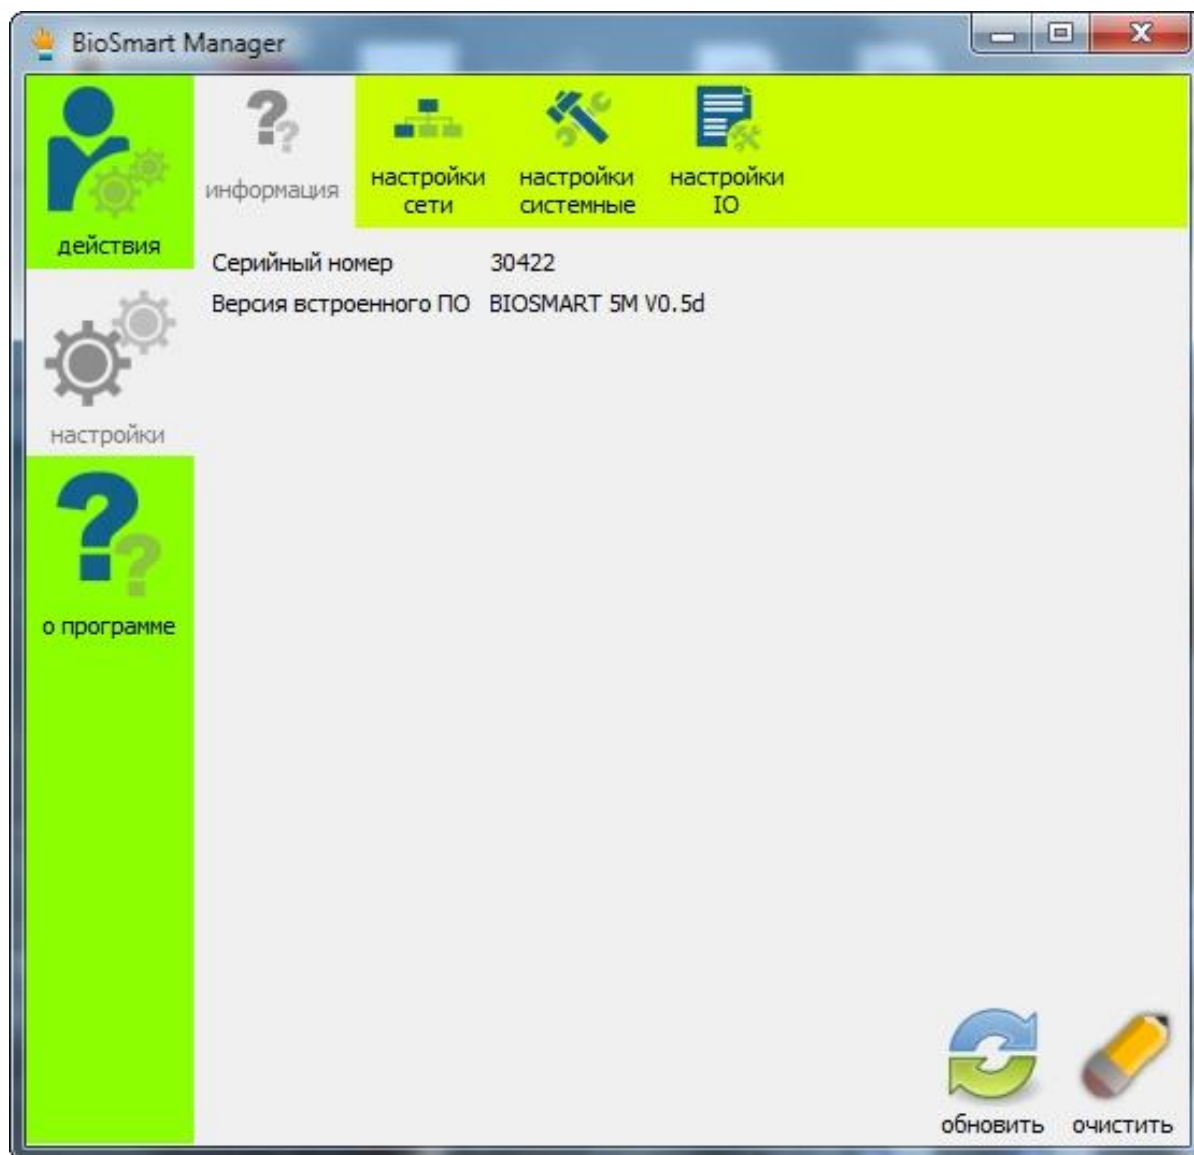 BioSmart Manager
действия
настройки
о программе
информация
настройки
сети
настройки
системные
настройки
IO
Серийный номер 30422
Версия встроенного ПО BIOSMART 5M V0.5d
обновить
очистить